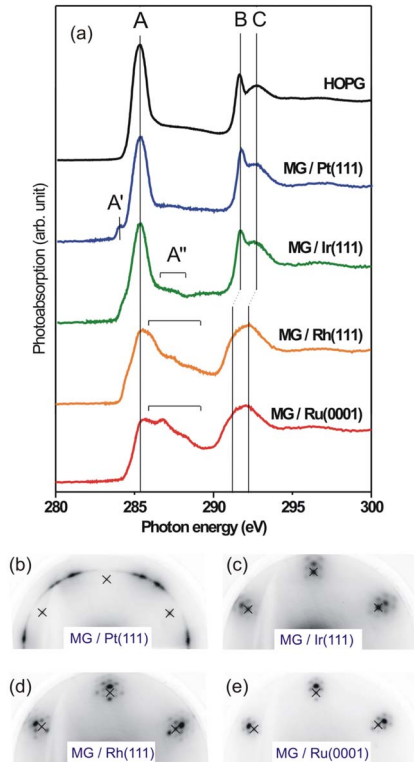 (a)
A
B
C
HOPG
MG / Pt(111)
A'
A"
MG / Ir(111)
MG / Rh(111)
MG / Ru(0001)
Photoabsorption (arb. unit)
280
285
290
295
300
Photon energy (eV)
(b)
(c)
MG / Pt(111)
MG / Ir(111)
(d)
(e)
MG / Rh(111)
MG / Ru(0001)